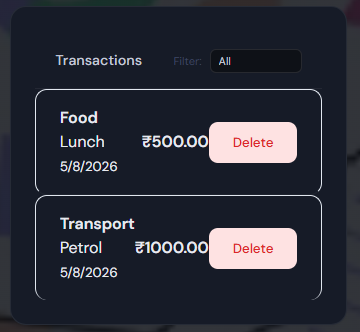 Transactions Filter: All
Food
Lunch ₹500.00 Delete
5/8/2026
Transport
Petrol ₹1000.00 Delete
5/8/2026